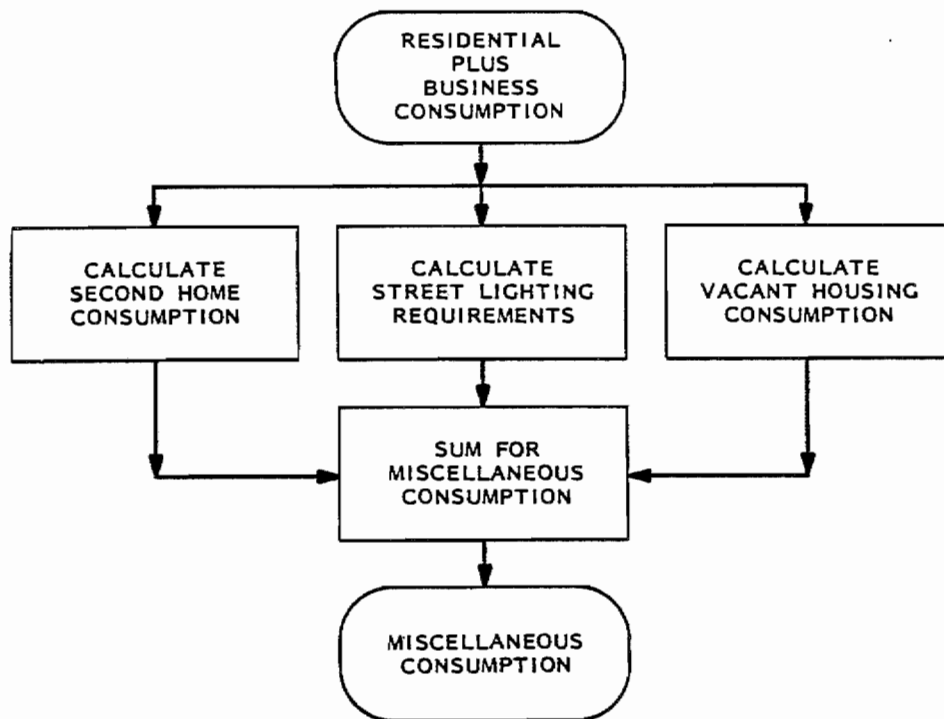 RESIDENTIAL
PLUS
BUSINESS
CONSUMPTION
CALCULATE
SECOND HOME
CONSUMPTION
CALCULATE
STREET LIGHTING
REQUIREMENTS
CALCULATE
VACANT HOUSING
CONSUMPTION
SUM FOR
MISCELLANEOUS
CONSUMPTION
MISCELLANEOUS
CONSUMPTION